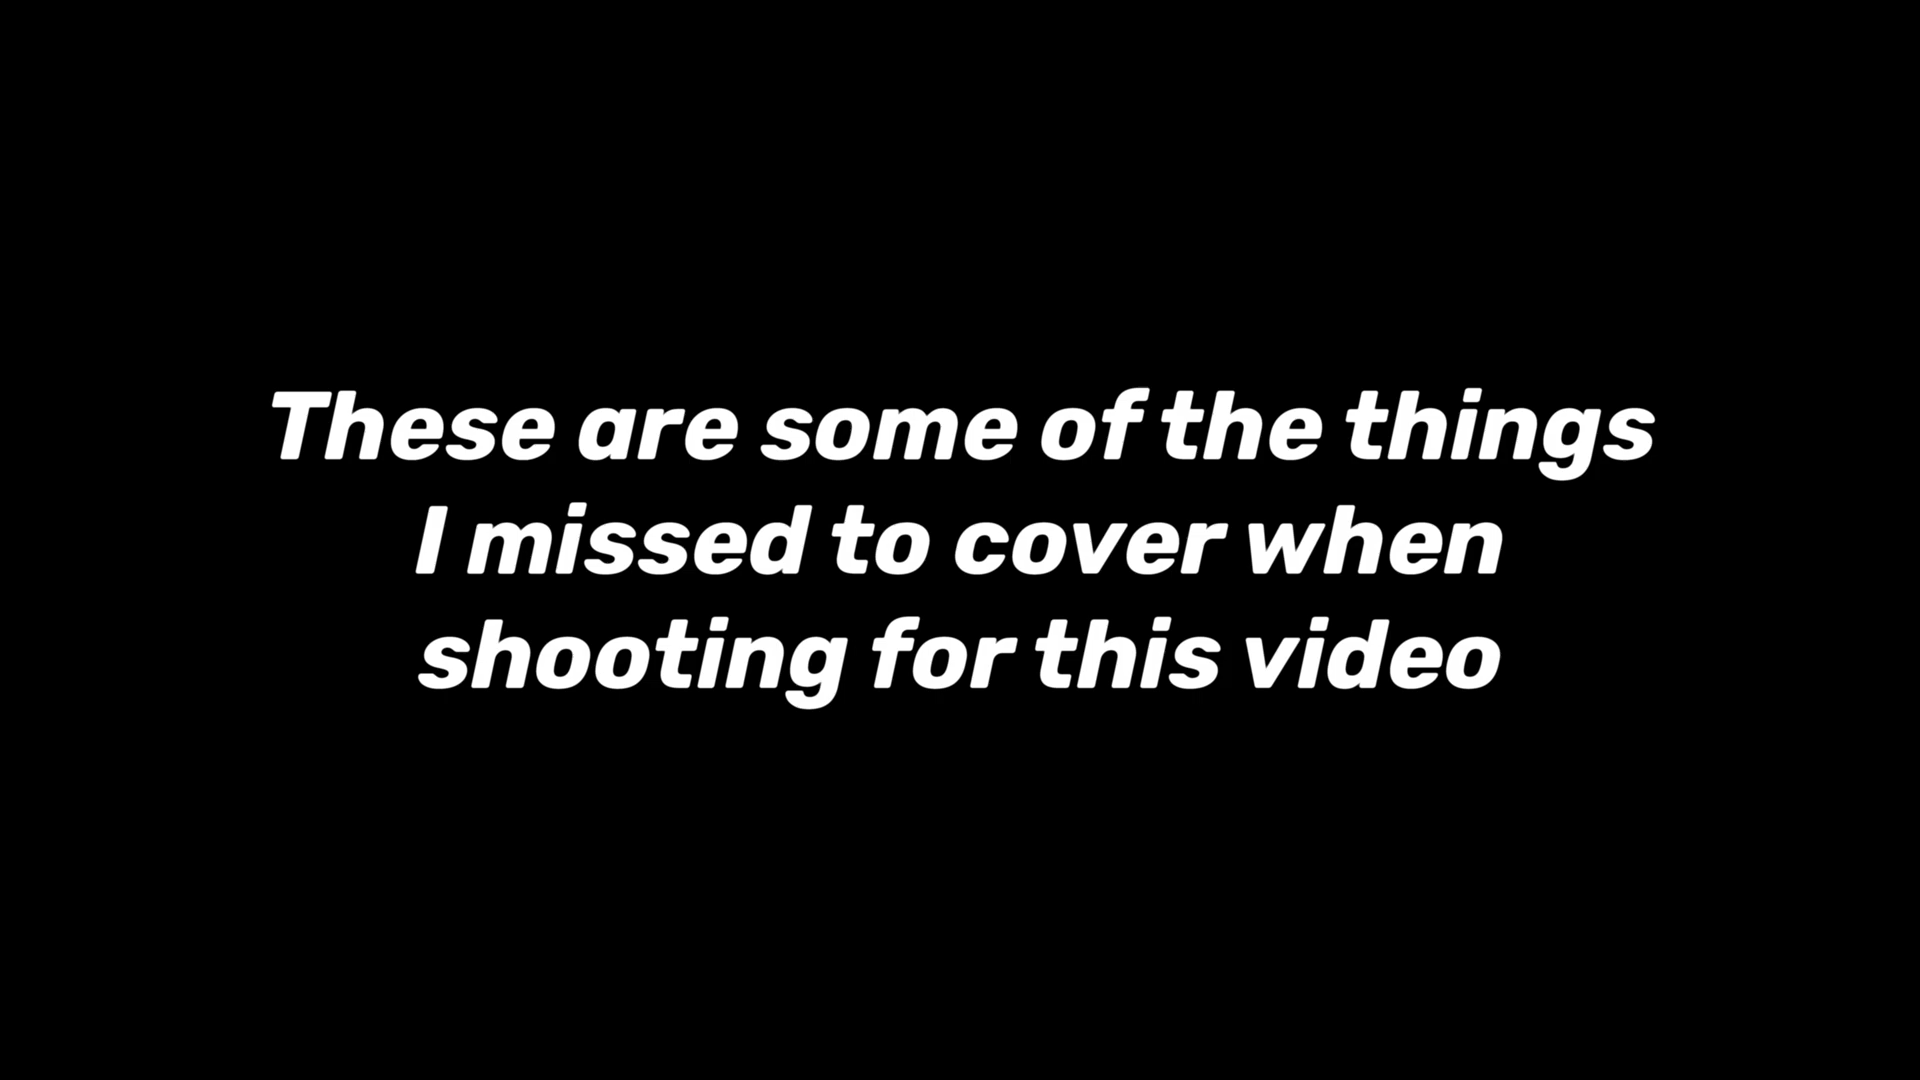 These are some of the things
I missed to cover when
shooting for this video